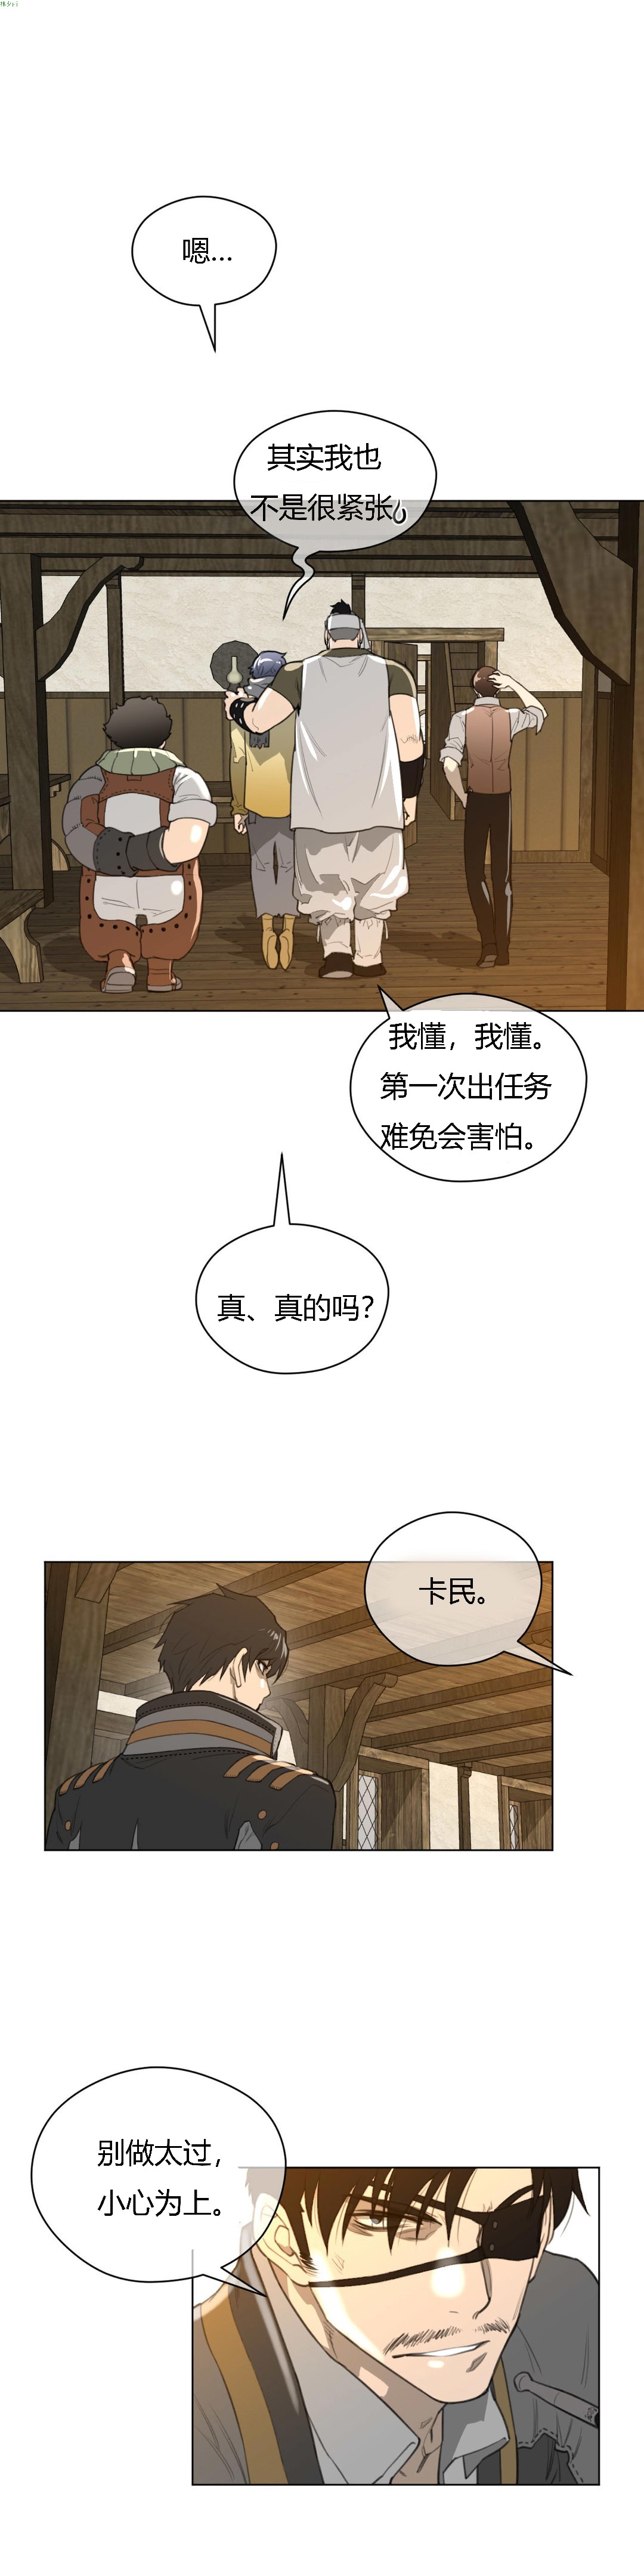 嗯…
其实我也
不是很紧张
我懂，我懂。
第一次出任务
难免会害怕。
真、真的吗？
卡民。
别做太过，
小心为上。